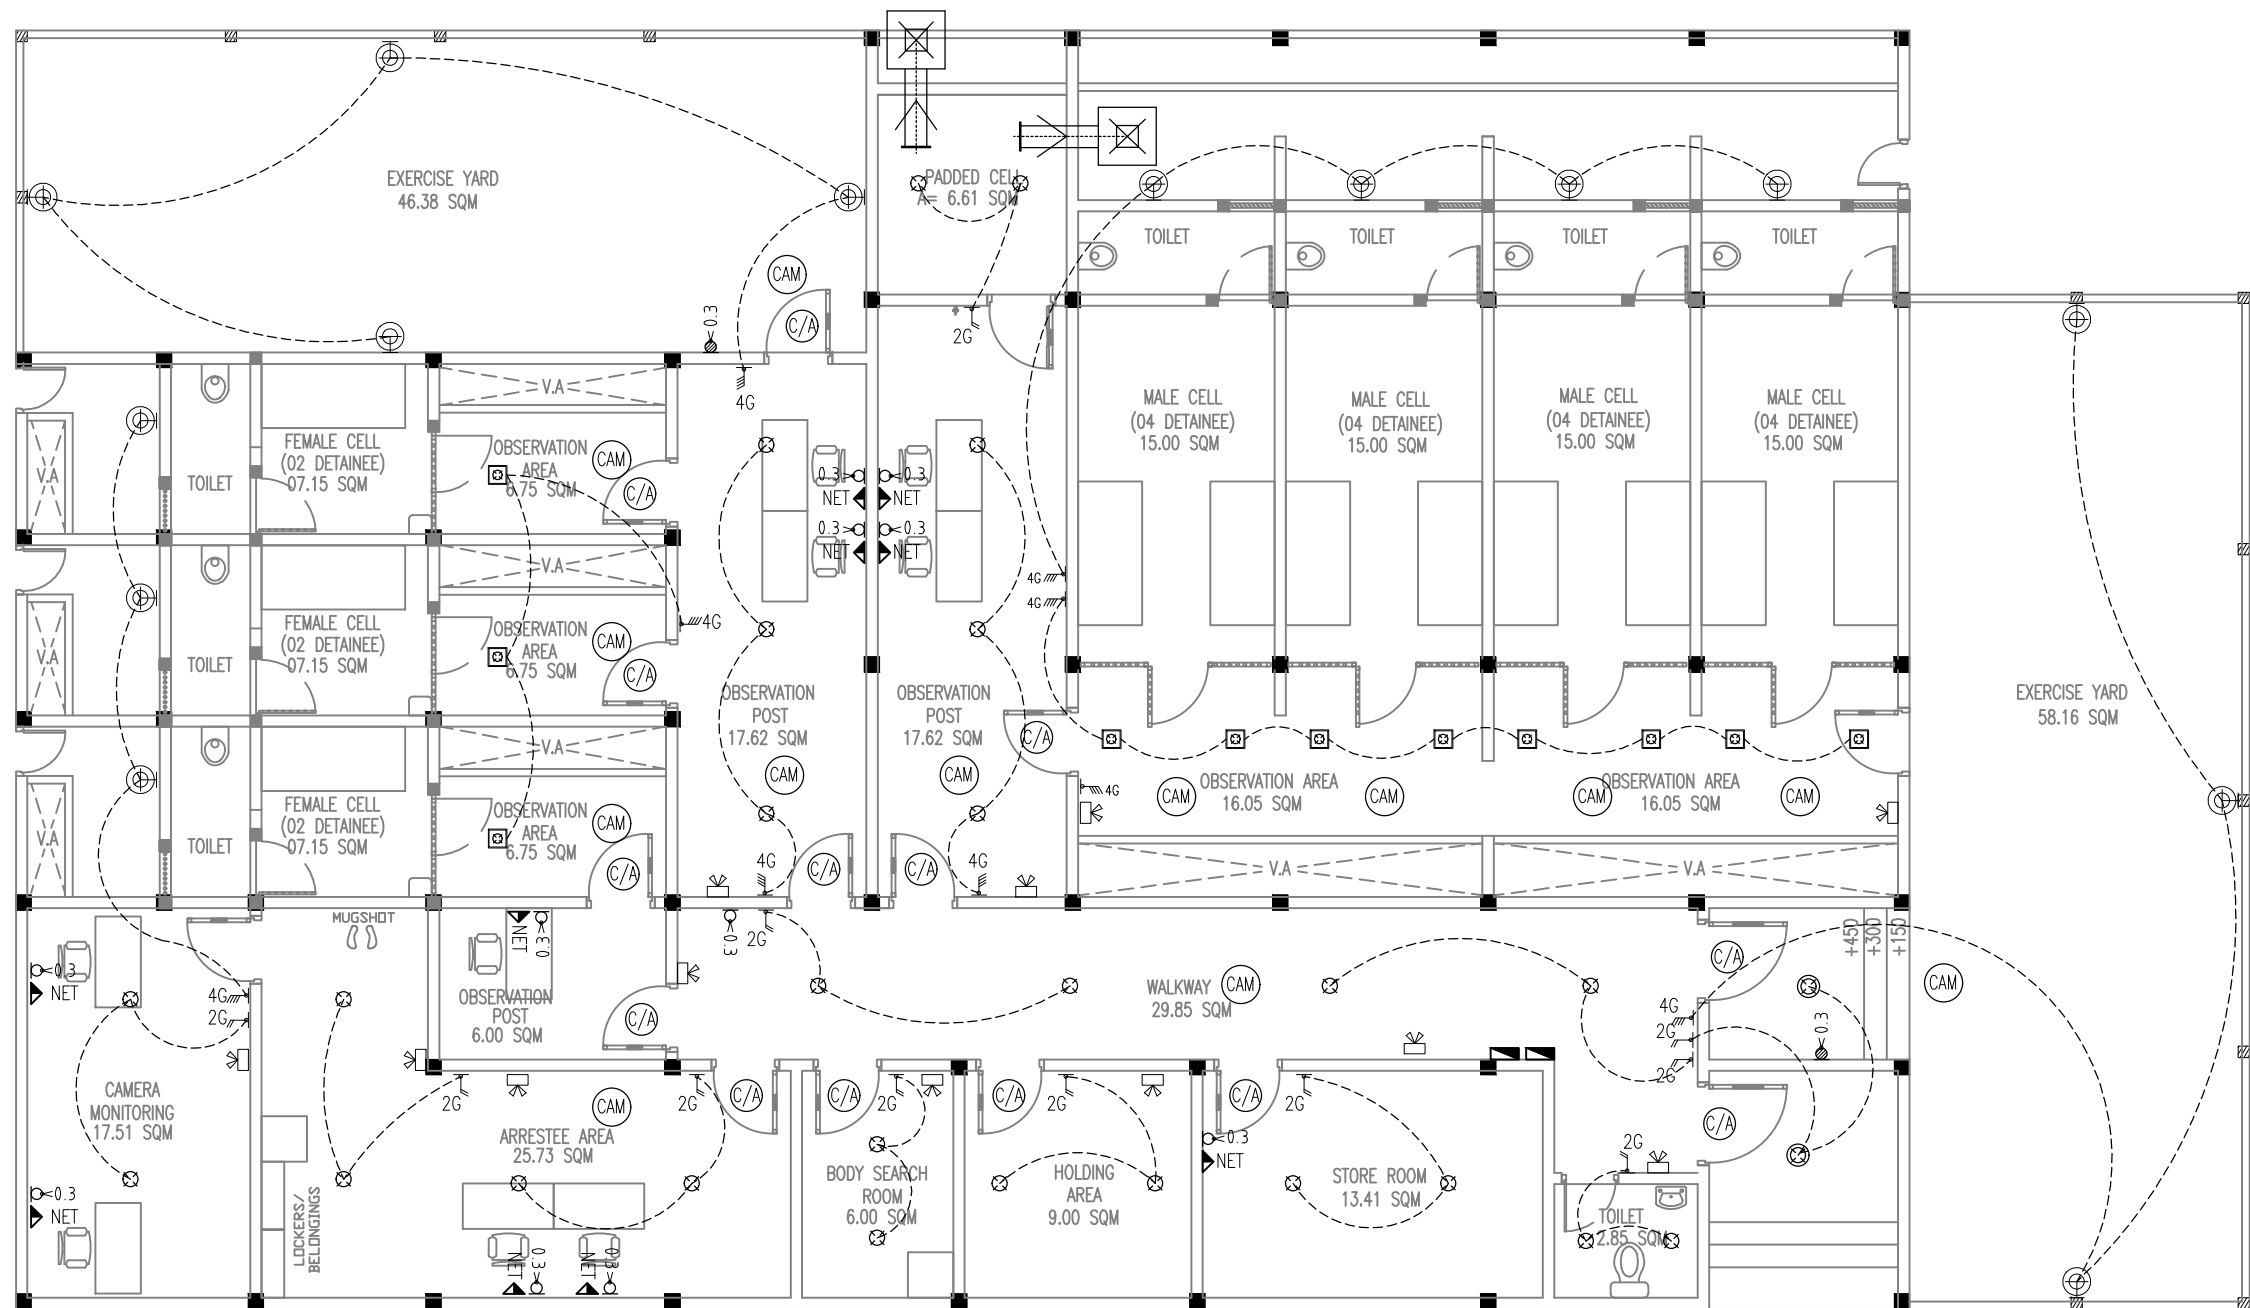 EXERCISE YARD
46.38 SQM
PADDED CELL
A= 6.61 SQM
TOILET
TOILET
TOILET
TOILET
CAM
C/A
0.3
2G
4G
V.A
FEMALE CELL
(02 DETAINEE)
07.15 SQM
TOILET
V.A
OBSERVATION
AREA
6.75 SQM
CAM
C/A
0.3
NET
0.3
NET
0.3
NET
0.3
NET
MALE CELL
(04 DETAINEE)
15.00 SQM
MALE CELL
(04 DETAINEE)
15.00 SQM
MALE CELL
(04 DETAINEE)
15.00 SQM
MALE CELL
(04 DETAINEE)
15.00 SQM
V.A
4G
4G
4G
FEMALE CELL
(02 DETAINEE)
07.15 SQM
TOILET
V.A
OBSERVATION
AREA
6.75 SQM
CAM
C/A
OBSERVATION
POST
17.62 SQM
CAM
OBSERVATION
POST
17.62 SQM
CAM
C/A
EXERCISE YARD
58.16 SQM
V.A
4G
CAM
OBSERVATION AREA
16.05 SQM
CAM
CAM
OBSERVATION AREA
16.05 SQM
CAM
FEMALE CELL
(02 DETAINEE)
07.15 SQM
TOILET
V.A
OBSERVATION
AREA
6.75 SQM
CAM
C/A
4G
C/A
C/A
4G
V.A
V.A
MUGSHOT
NET
0.3
0.3
2G
+450
+300
+150
C/A
CAM
0.3
NET
4G
2G
OBSERVATION
POST
6.00 SQM
C/A
WALKWAY
29.85 SQM
CAM
4G
2G
2G
0.3
CAMERA
MONITORING
17.51 SQM
2G
CAM
2G
C/A
C/A
2G
C/A
2G
C/A
2G
C/A
ARRESTEE AREA
25.73 SQM
0.3
NET
2G
BODY SEARCH
ROOM
6.00 SQM
HOLDING
AREA
9.00 SQM
STORE ROOM
13.41 SQM
TOILET
2.85 SQM
0.3
NET
LOCKERS/
BELONGINGS
NET
0.3
NET
0.3